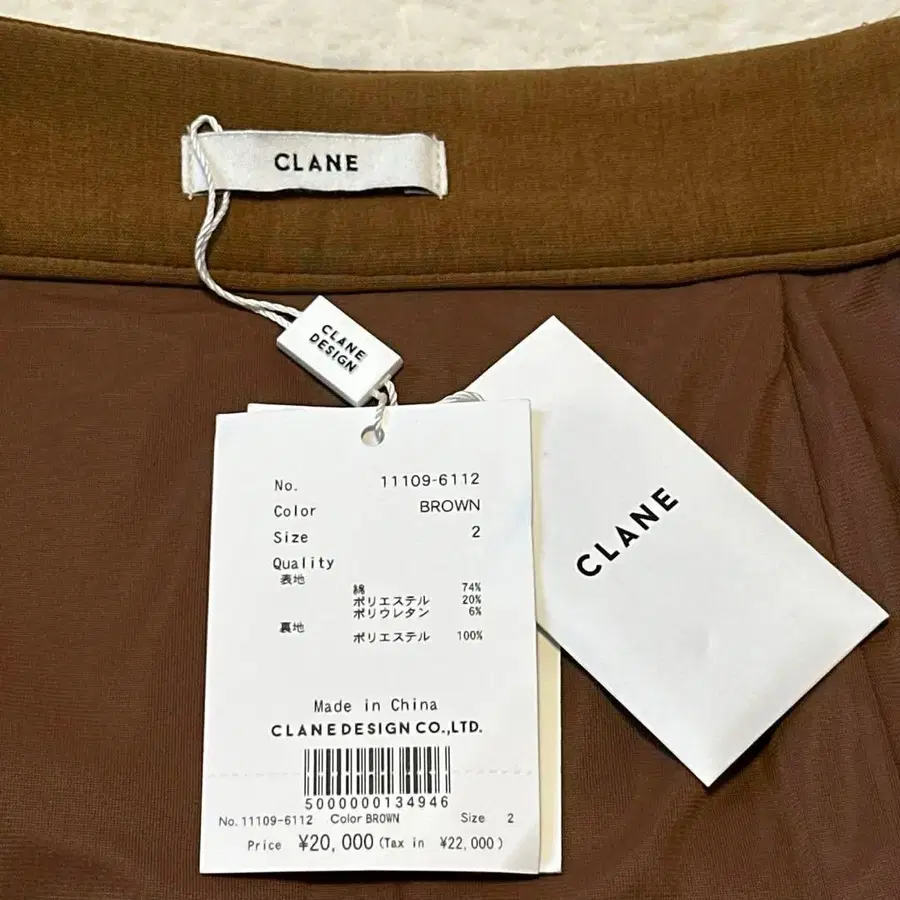 CLANE
CLANE
DESIGN
CLANE
No. 11109-6112
Color BROWN
Size 2
Quality
表地
綿 74%
ポリエステル 20%
ポリウレタン 6%
裏地
ポリエステル 100%
Made in China
CLANE DESIGN CO.,LTD.
5000000134946
No. 11109-6112 Color BROWN Size 2
Price ¥20,000 (Tax in ¥22,000)